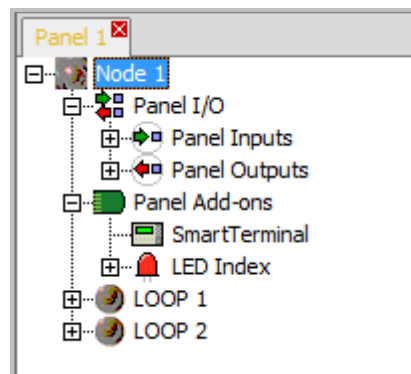 Panel 1
Node 1
Panel I/O
Panel Inputs
Panel Outputs
Panel Add-ons
SmartTerminal
LED Index
LOOP 1
LOOP 2